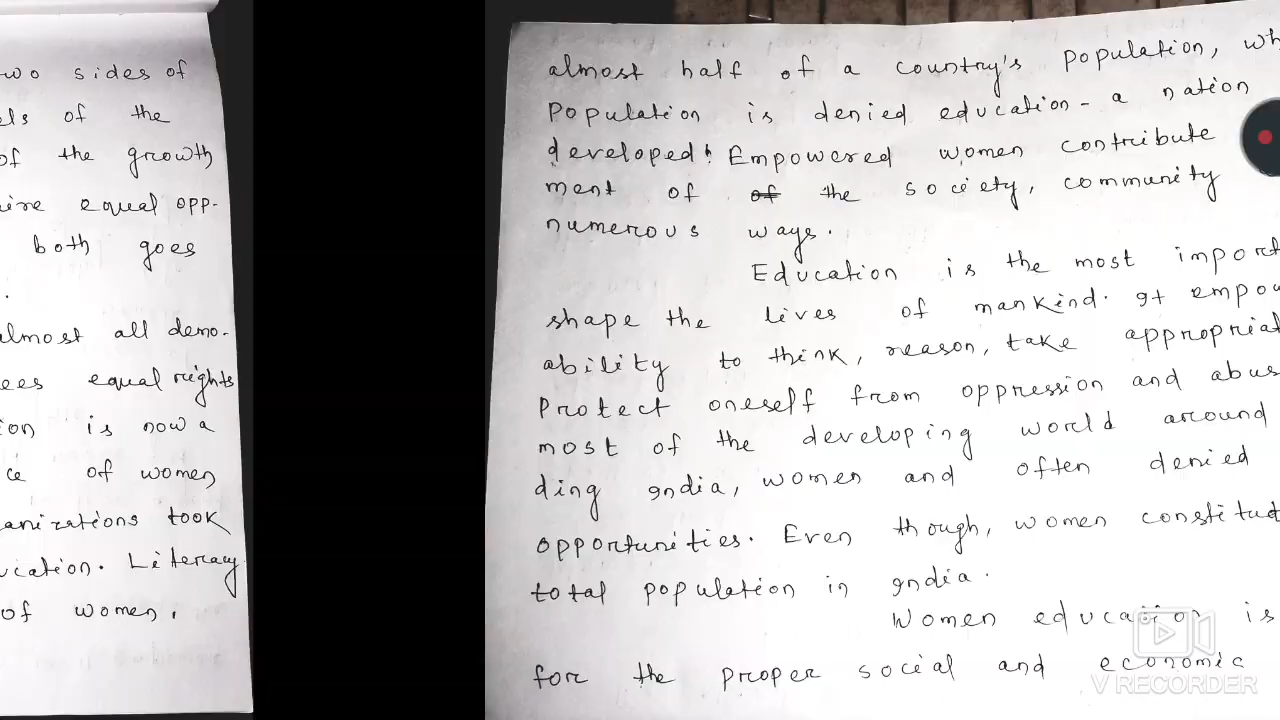 two sides of
els of the
of the growth
ire equal opp-
both goes
.
almost all demo-
ees equal rights
ion is now a
ce of women
anizations took
ucation. Literacy
of women.
almost half of a country's population, wh
population is denied education - a nation
developed! Empowered women contribute
ment of of the society, community
numerous ways.
Education is the most import
shape the lives of mankind. It empow
ability to think, reason, take appropriat
Protect oneself from oppression and abus
most of the developing world around
ding India, women and often denied
opportunities. Even though, women constitut
total population in India.
Women education is
for the proper social and economic
V RECORDER